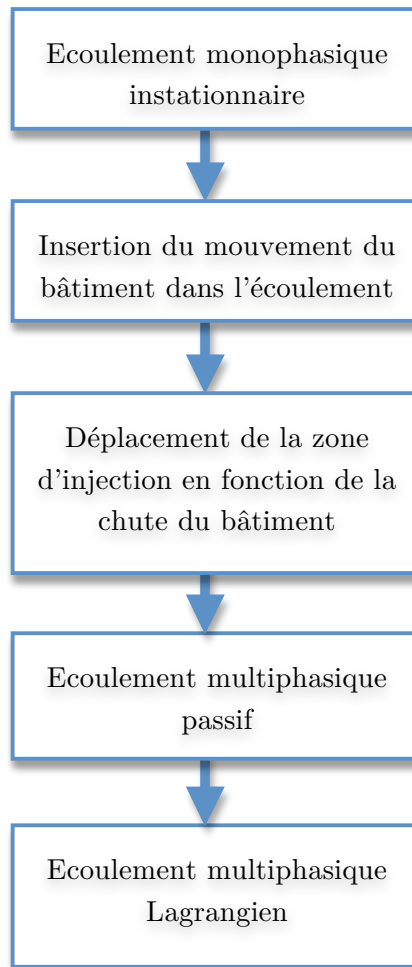 Ecoulement monophasique
instationnaire
Insertion du mouvement du
bâtiment dans l'écoulement
Déplacement de la zone
d'injection en fonction de la
chute du bâtiment
Ecoulement multiphasique
passif
Ecoulement multiphasique
Lagrangien